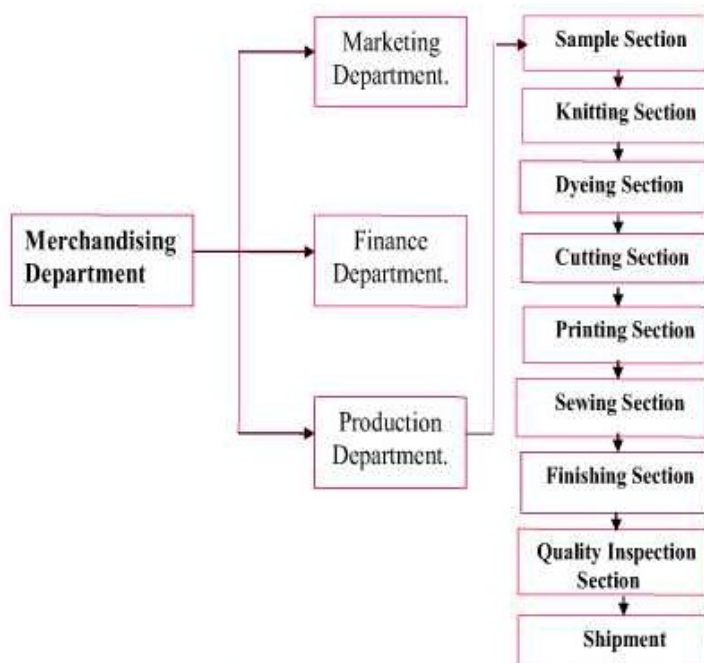 Marketing
Department.
Merchandising
Department
Finance
Department.
Production
Department.
Sample Section
Knitting Section
Dyeing Section
Cutting Section
Printing Section
Sewing Section
Finishing Section
Quality Inspection
Section
Shipment